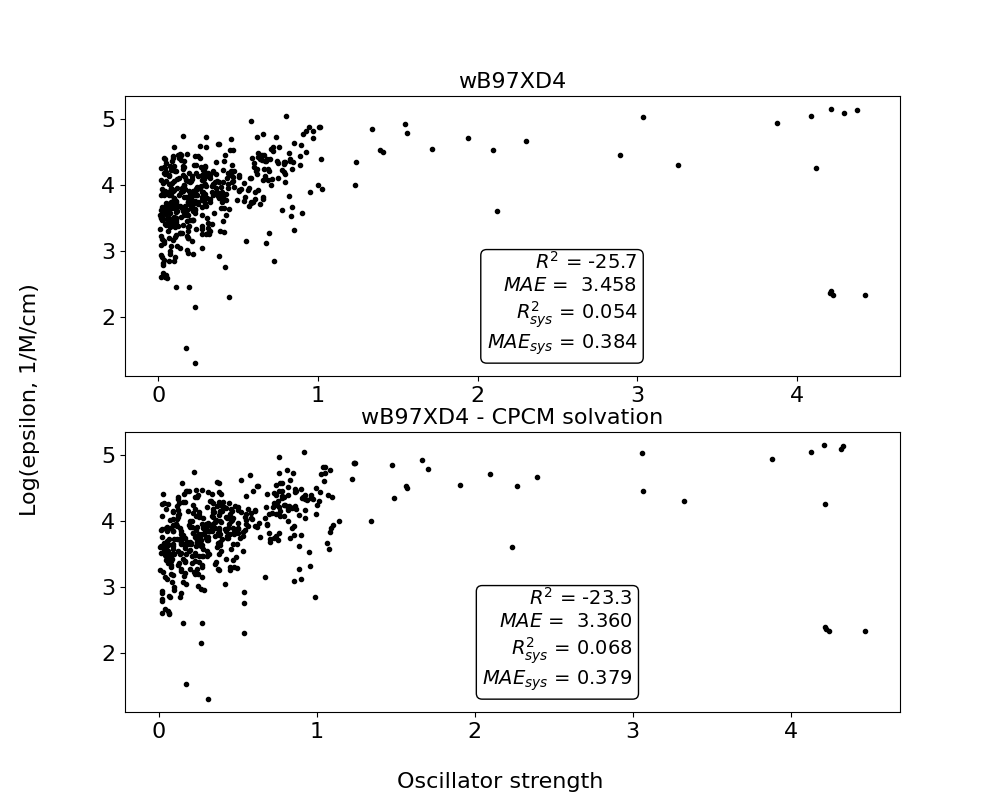 wB97XD4
5
4
3
2
R² = -25.7
MAE = 3.458
R²sys = 0.054
MAEsys = 0.384
0 1 2 3 4
Log(epsilon, 1/M/cm)
wB97XD4 - CPCM solvation
5
4
3
2
R² = -23.3
MAE = 3.360
R²sys = 0.068
MAEsys = 0.379
0 1 2 3 4
Oscillator strength